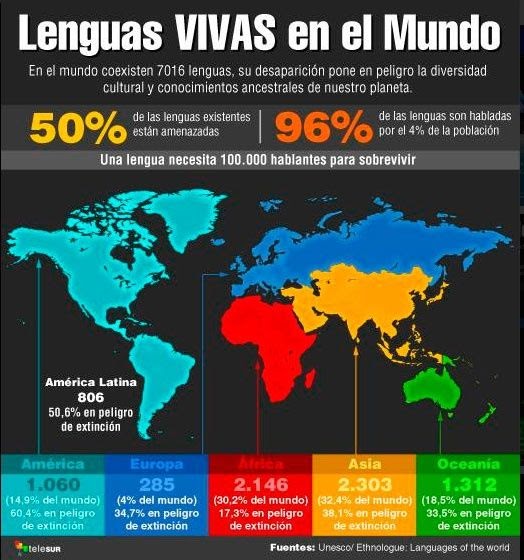 Lenguas VIVAS en el Mundo
En el mundo coexisten 7016 lenguas, su desaparición pone en peligro la diversidad
cultural y conocimientos ancestrales de nuestro planeta.
50% de las lenguas existentes
están amenazadas
96% de las lenguas son habladas
por el 4% de la población
Una lengua necesita 100.000 hablantes para sobrevivir
América Latina
806
50,6% en peligro
de extinción
América
1.060
(14,9% del mundo)
60,4% en peligro
de extinción
Europa
285
(4% del mundo)
34,7% en peligro
de extinción
África
2.146
(30,2% del mundo)
17,3% en peligro
de extinción
Asia
2.303
(32,4% del mundo)
38,1% en peligro
de extinción
Oceanía
1.312
(18,5% del mundo)
33,5% en peligro
de extinción
teleSUR
Fuentes: Unesco/ Ethnologue: Languages of the world